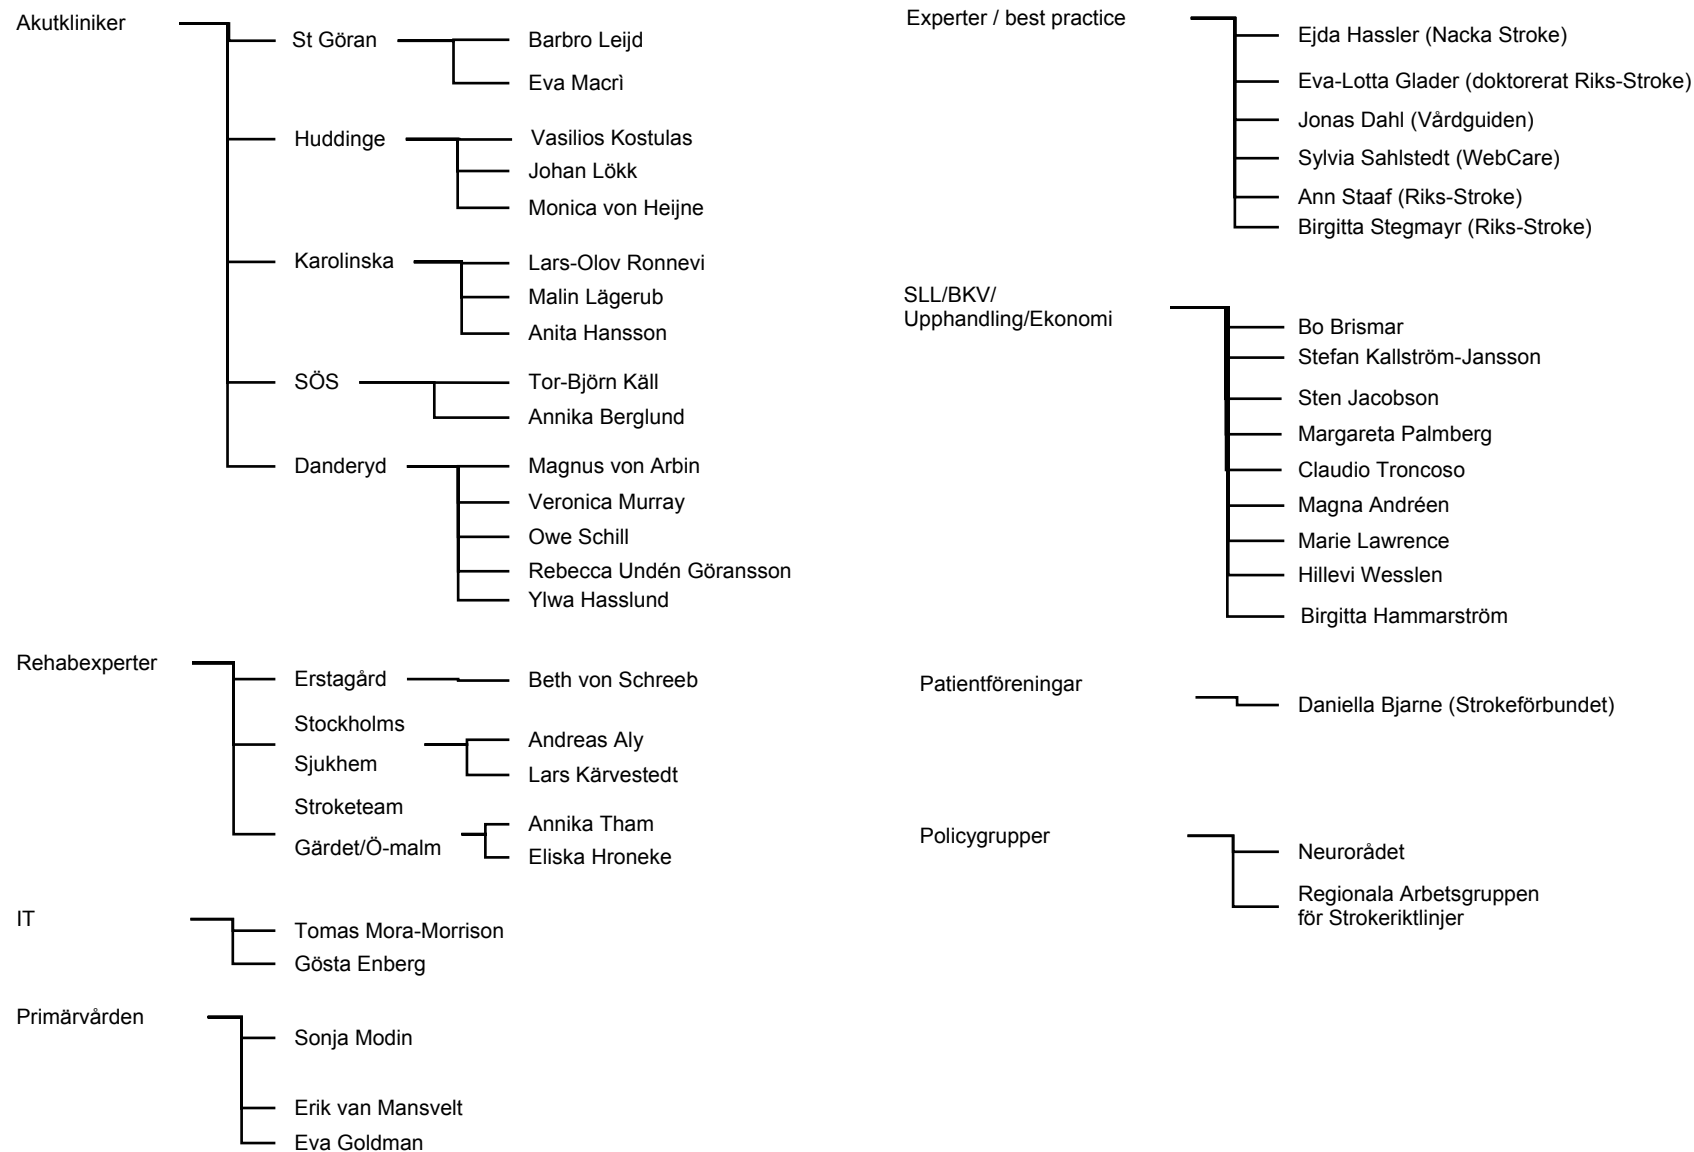 Akutkliniker
St Göran
Barbro Leijd
Eva Macrì
Huddinge
Vasilios Kostulas
Johan Lökk
Monica von Heijne
Karolinska
Lars-Olov Ronnevi
Malin Lägerub
Anita Hansson
SÖS
Tor-Björn Käll
Annika Berglund
Danderyd
Magnus von Arbin
Veronica Murray
Owe Schill
Rebecca Undén Göransson
Ylwa Hasslund
Rehabexperter
Erstagård
Beth von Schreeb
Stockholms
Sjukhem
Andreas Aly
Lars Kärvestedt
Stroketeam
Gärdet/Ö-malm
Annika Tham
Eliska Hroneke
IT
Tomas Mora-Morrison
Gösta Enberg
Primärvården
Sonja Modin
Erik van Mansvelt
Eva Goldman
Experter / best practice
Ejda Hassler (Nacka Stroke)
Eva-Lotta Glader (doktorerat Riks-Stroke)
Jonas Dahl (Vårdguiden)
Sylvia Sahlstedt (WebCare)
Ann Staaf (Riks-Stroke)
Birgitta Stegmayr (Riks-Stroke)
SLL/BKV/
Upphandling/Ekonomi
Bo Brismar
Stefan Kallström-Jansson
Sten Jacobson
Margareta Palmberg
Claudio Troncoso
Magna Andréen
Marie Lawrence
Hillevi Wesslen
Birgitta Hammarström
Patientföreningar
Daniella Bjarne (Strokeförbundet)
Policygrupper
Neurorådet
Regionala Arbetsgruppen
för Strokeriktlinjer